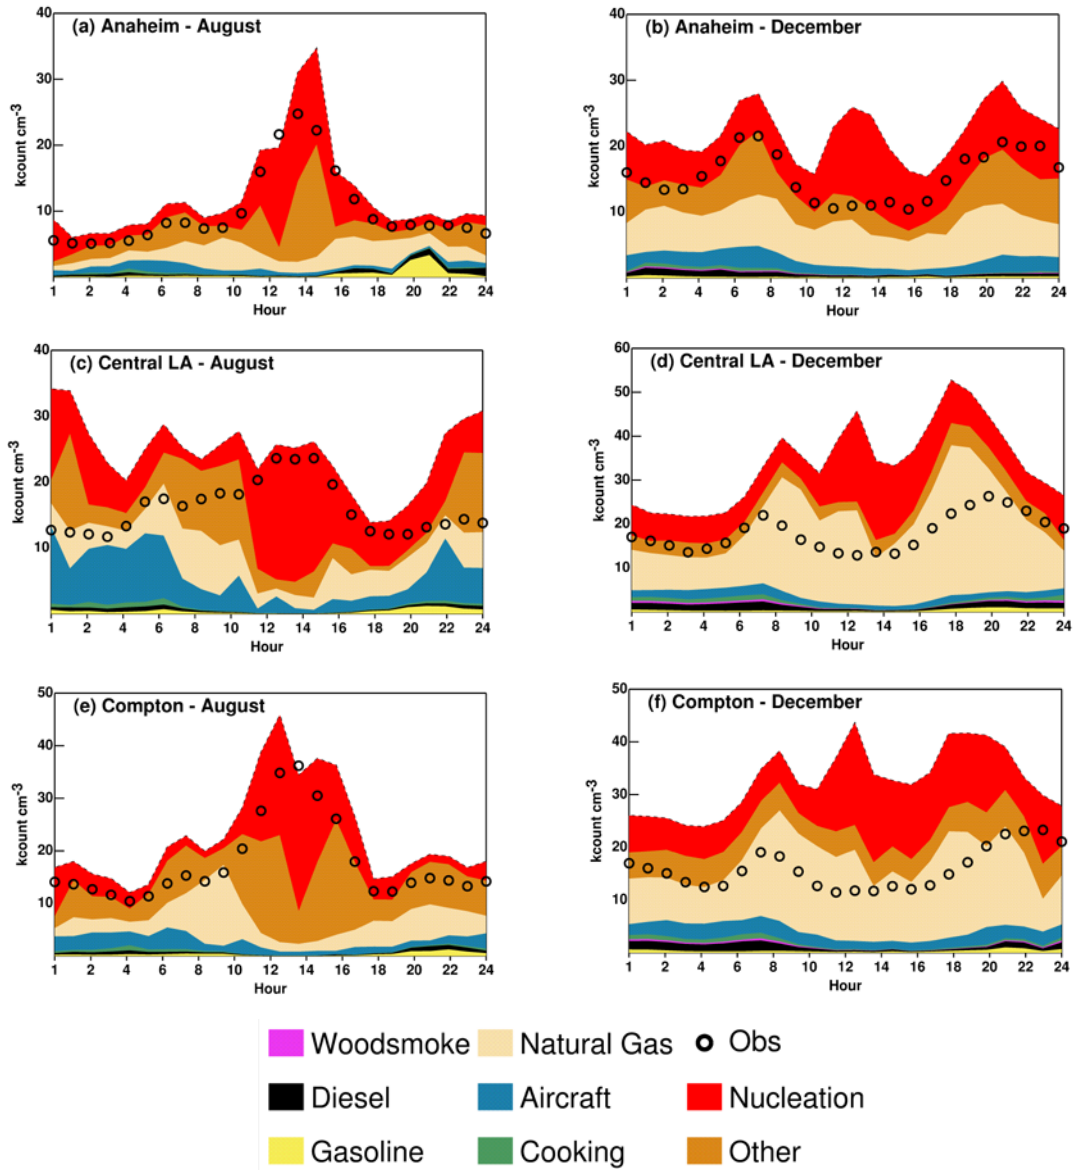 (a) Anaheim - August
40
30
20
10
kcount cm-3
1 2 4 6 8 10 12 14 16 18 20 22 24
Hour
(b) Anaheim - December
40
30
20
10
kcount cm-3
1 2 4 6 8 10 12 14 16 18 20 22 24
Hour
(c) Central LA - August
40
30
20
10
kcount cm-3
1 2 4 6 8 10 12 14 16 18 20 22 24
Hour
(d) Central LA - December
60
50
40
30
20
10
kcount cm-3
1 2 4 6 8 10 12 14 16 18 20 22 24
Hour
(e) Compton - August
50
40
30
20
10
kcount cm-3
1 2 4 6 8 10 12 14 16 18 20 22 24
Hour
(f) Compton - December
50
40
30
20
10
kcount cm-3
1 2 4 6 8 10 12 14 16 18 20 22 24
Hour
Woodsmoke Natural Gas Obs
Diesel Aircraft Nucleation
Gasoline Cooking Other